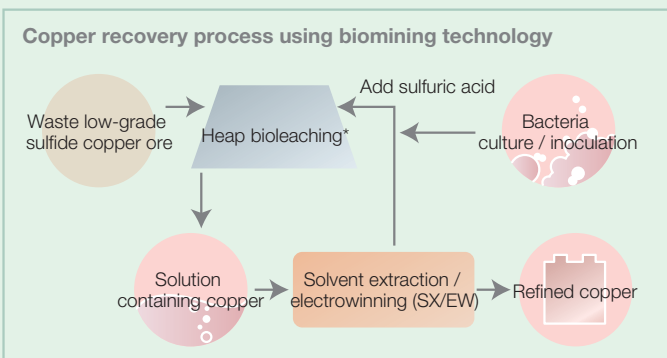 Copper recovery process using biomining technology
Add sulfuric acid
Waste low-grade
sulfide copper ore
Heap bioleaching*
Bacteria
culture / inoculation
Solution
containing copper
Solvent extraction /
electrowinning (SX/EW)
Refined copper